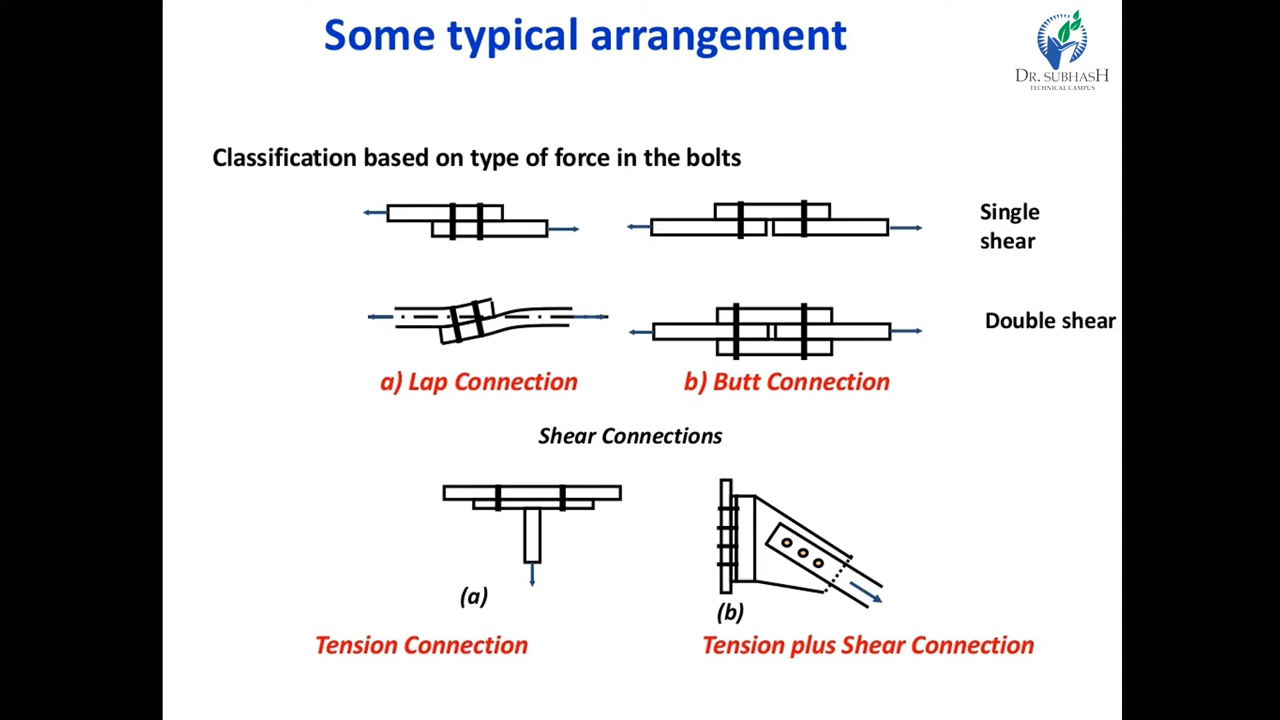 Some typical arrangement
DR. SUBHASH
TECHNICAL CAMPUS
Classification based on type of force in the bolts
Single
shear
Double shear
a) Lap Connection
b) Butt Connection
Shear Connections
(a)
(b)
Tension Connection
Tension plus Shear Connection